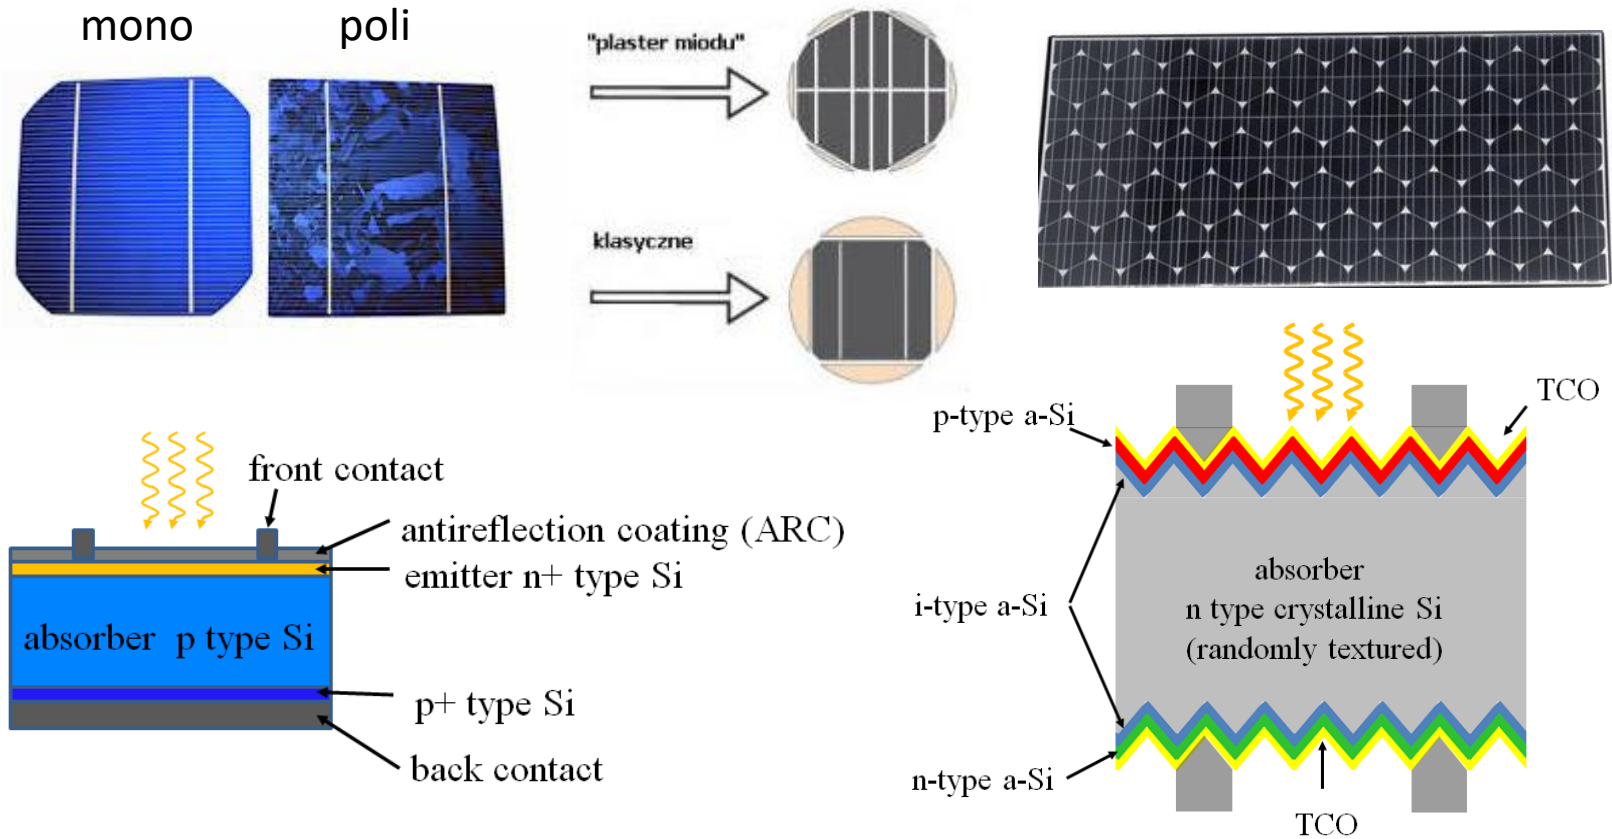 mono
poli
"plaster miodu"
klasyczne
front contact
antireflection coating (ARC)
emitter n+ type Si
absorber p type Si
p+ type Si
back contact
TCO
p-type a-Si
i-type a-Si
absorber
n type crystalline Si
(randomly textured)
n-type a-Si
TCO